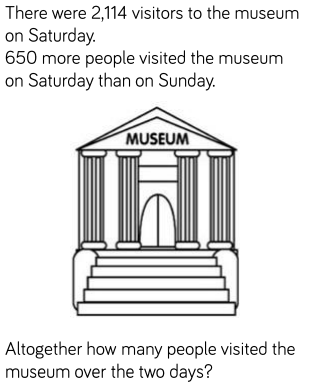 There were 2,114 visitors to the museum
on Saturday.
650 more people visited the museum
on Saturday than on Sunday.
MUSEUM
Altogether how many people visited the
museum over the two days?